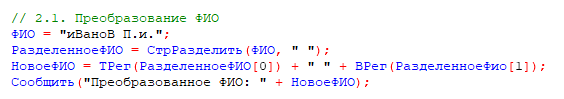 // 2.1. Преобразование ФИО
ФИО = "иВаноВ П.и.";
РазделенноеФИО = СтрРазделить(ФИО, " ");
НовоеФИО = ТРег(РазделенноеФИО[0]) + " " + ВРег(РазделенноеФио[1]);
Сообщить("Преобразованное ФИО: " + НовоеФИО);